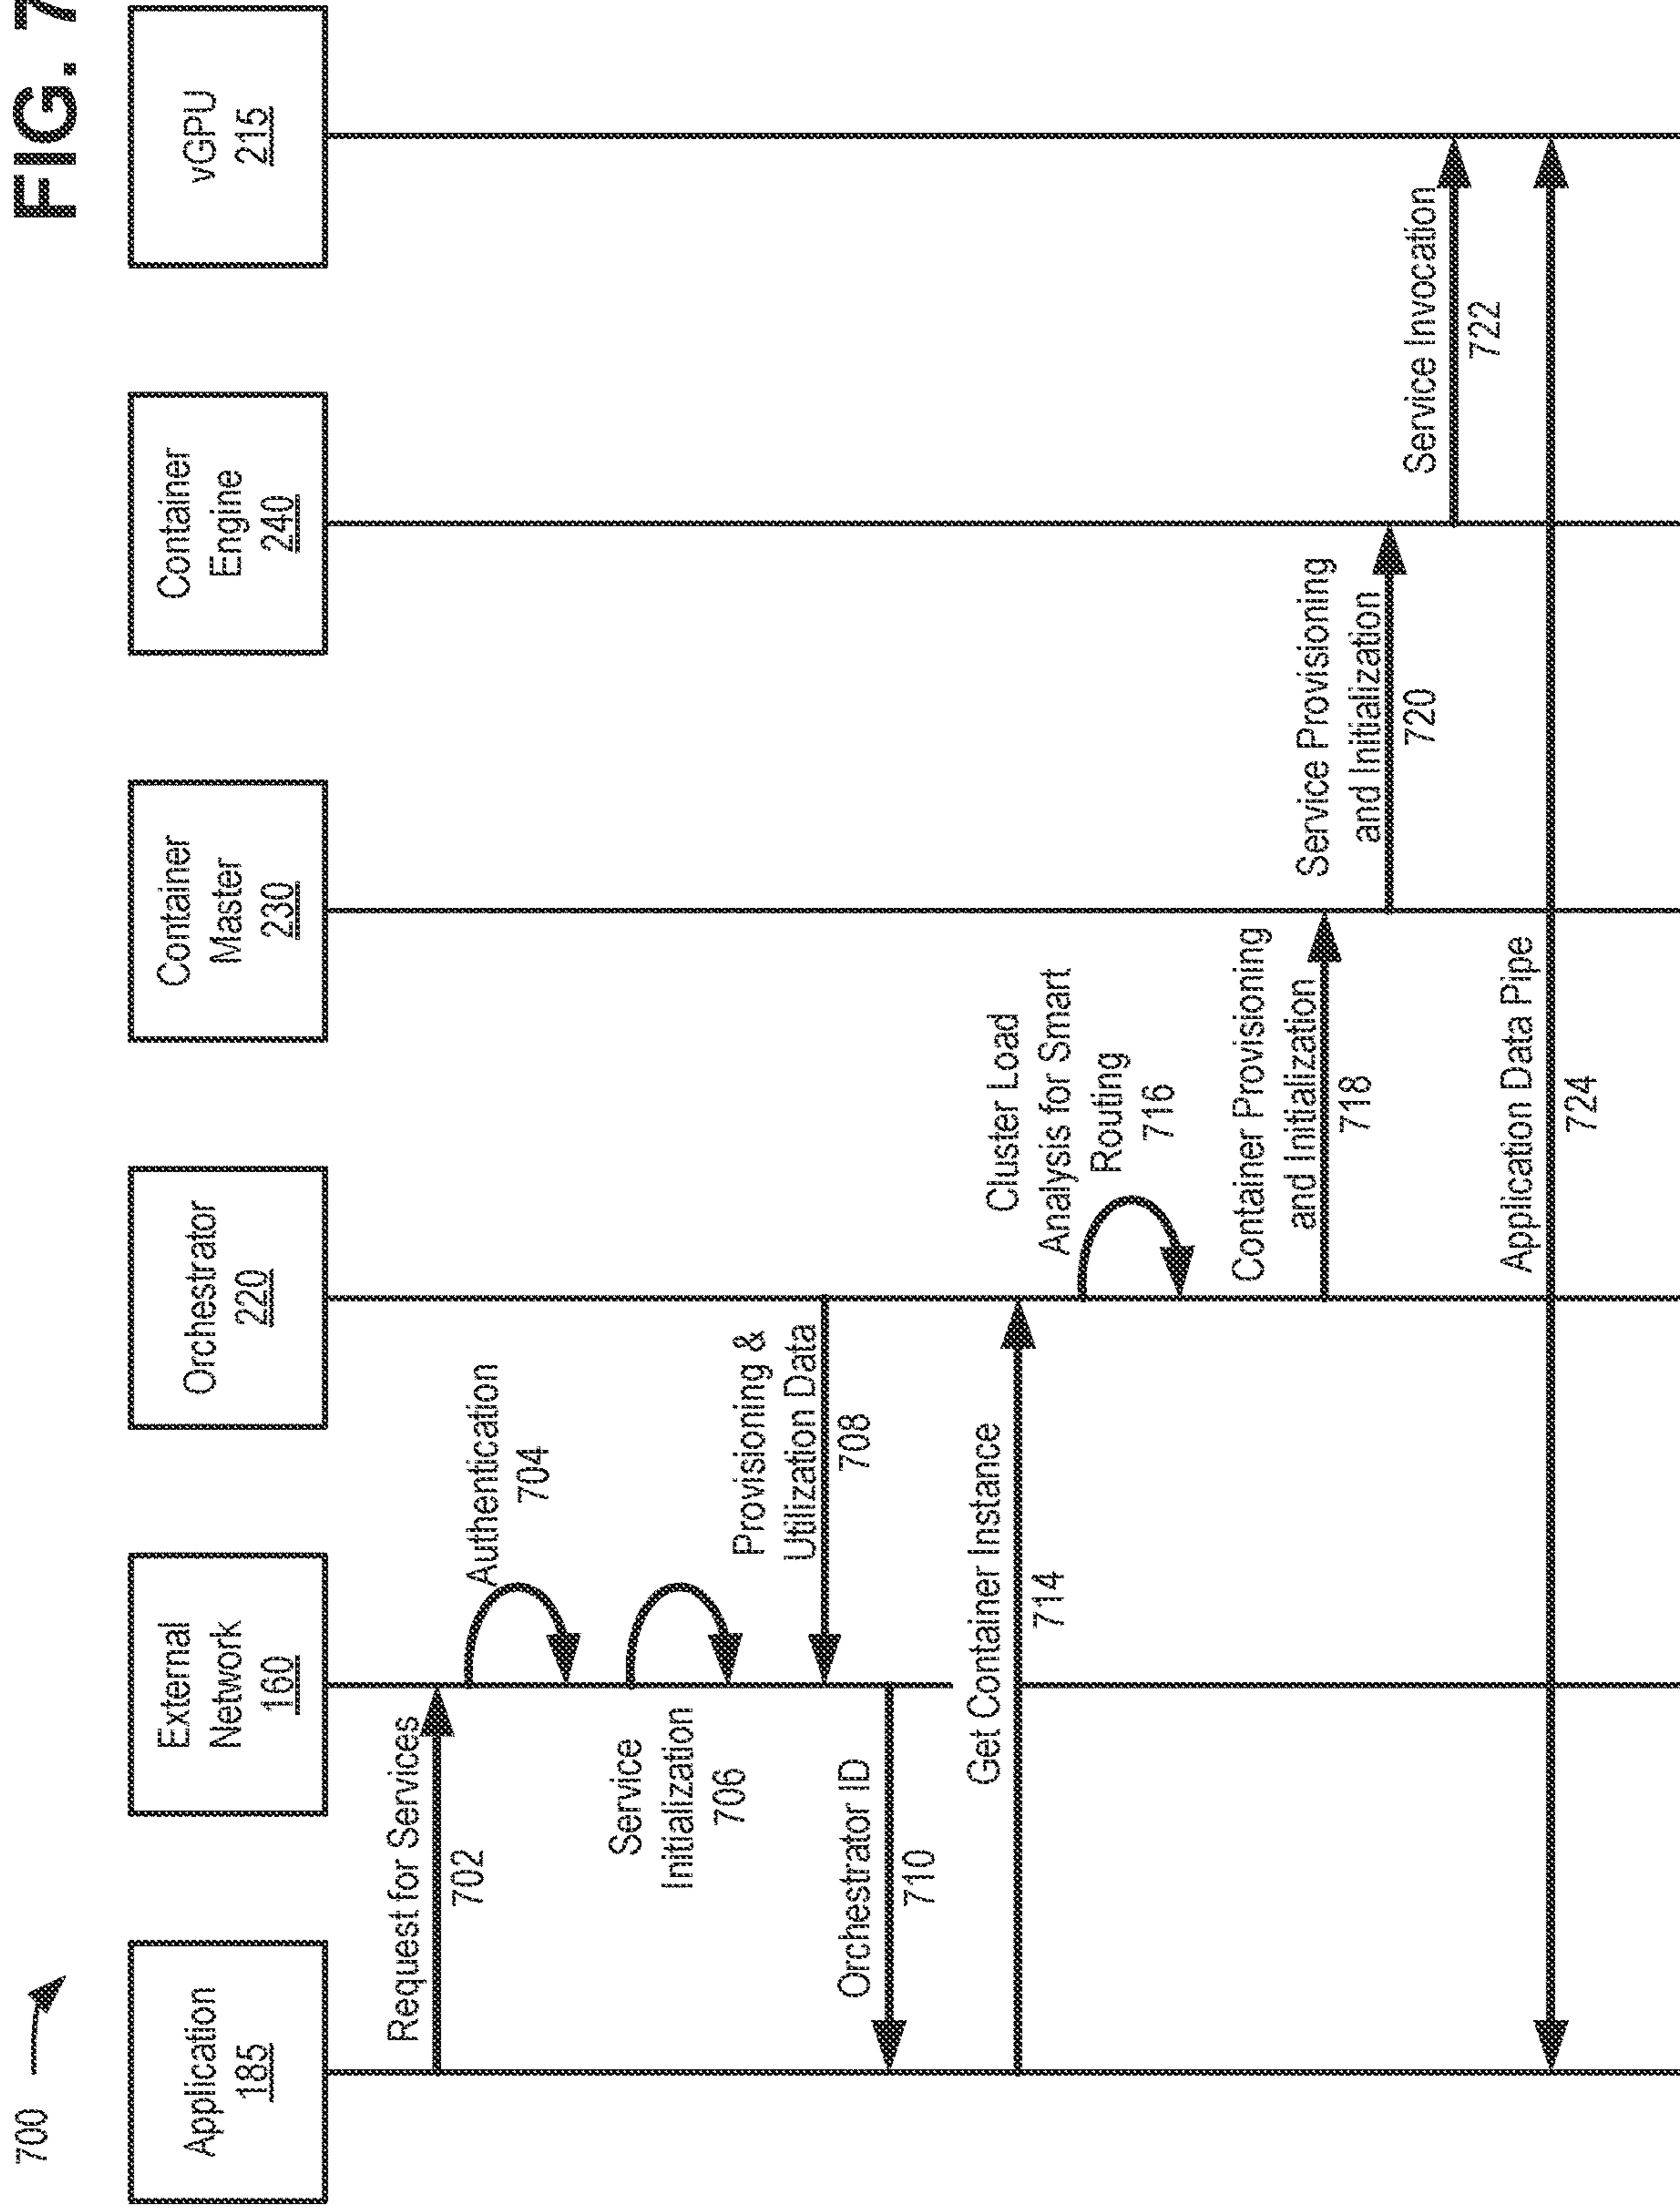 700
FIG. 7
Application
185
External
Network
160
Orchestrator
220
Container
Master
230
Container
Engine
240
vGPU
215
Request for Services
702
Authentication
704
Service
Initialization
706
Provisioning &
Utilization Data
708
Orchestrator ID
710
Get Container Instance
714
Cluster Load
Analysis for Smart
Routing
716
Container Provisioning
and Initialization
718
Service Provisioning
and Initialization
720
Service Invocation
722
Application Data Pipe
724